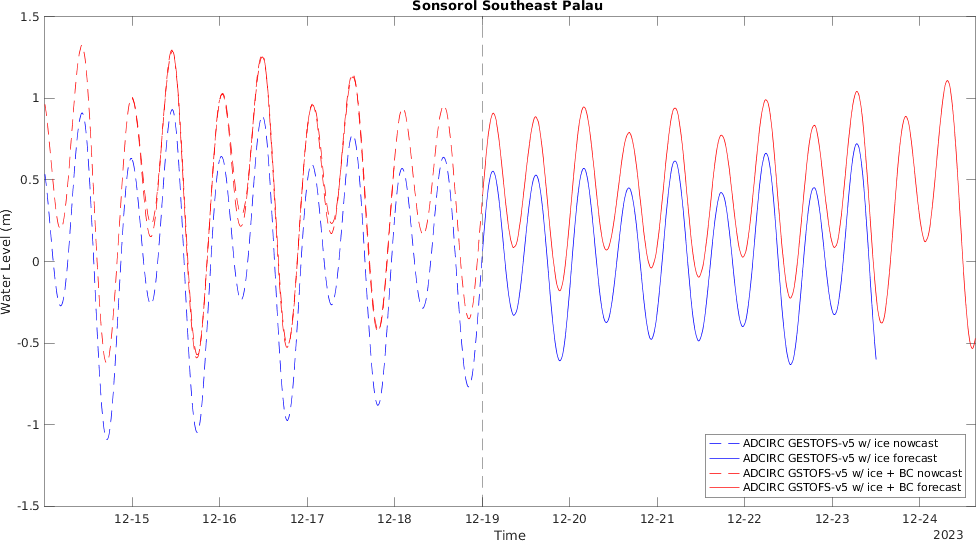 Sonsorol Southeast Palau
1.5
1
0.5
0
-0.5
-1
-1.5
Water Level (m)
12-15 12-16 12-17 12-18 12-19 12-20 12-21 12-22 12-23 12-24
Time
2023
ADCIRC GESTOFS-v5 w/ ice nowcast
ADCIRC GESTOFS-v5 w/ ice forecast
ADCIRC GSTOFS-v5 w/ ice + BC nowcast
ADCIRC GSTOFS-v5 w/ ice + BC forecast